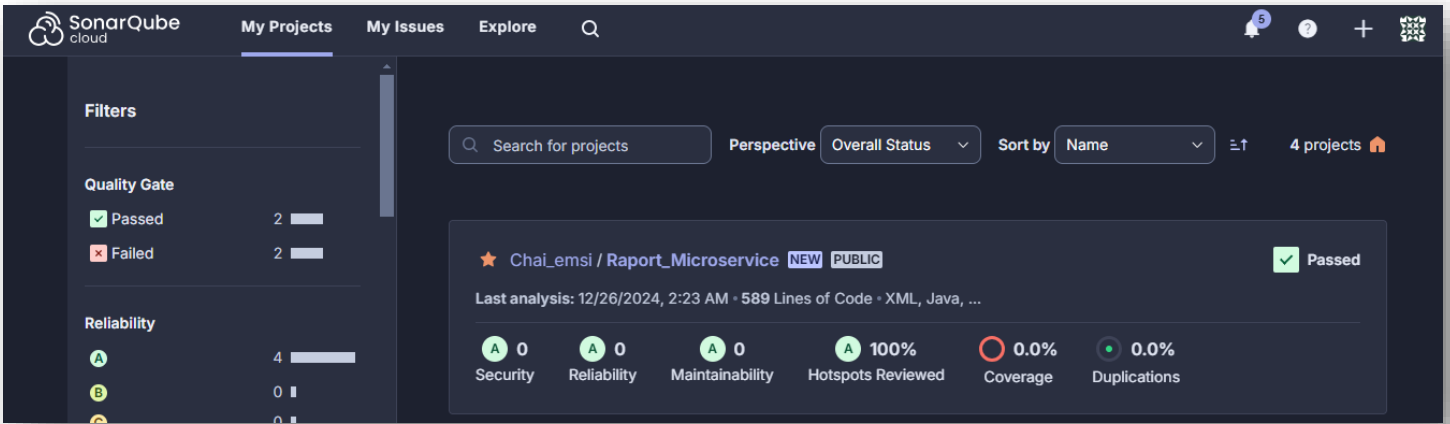 SonarQube cloud My Projects My Issues Explore 5 ?
Filters
Search for projects Perspective Overall Status Sort by Name 4 projects
Quality Gate
Passed 2
Failed 2
Chai_emsi / Raport_Microservice NEW PUBLIC Passed
Last analysis: 12/26/2024, 2:23 AM • 589 Lines of Code • XML, Java, ...
Reliability
A 4
B 0
C 0
A 0 A 0 A 0 A 100% 0.0% 0.0%
Security Reliability Maintainability Hotspots Reviewed Coverage Duplications